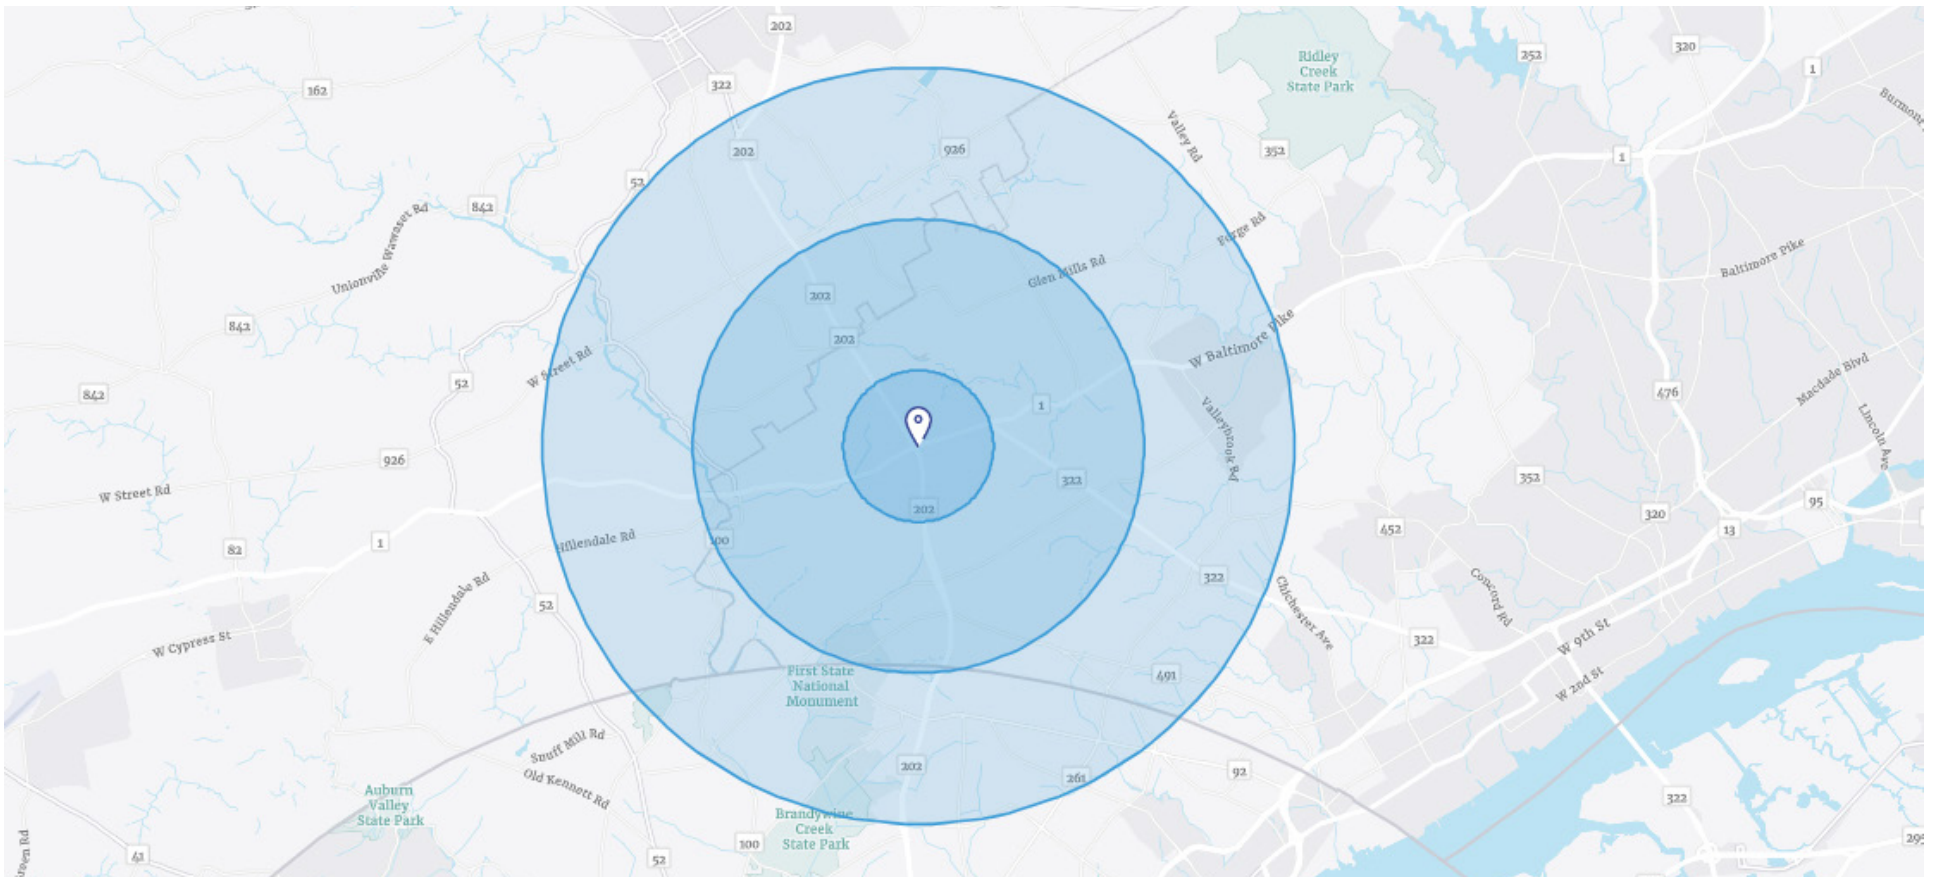 202
320
252
1
Ridley
Creek
State Park
322
162
Burmont
Valley Rd
202
926
352
1
52
842
Unionville Wawaset Rd
Forge Rd
Baltimore Pike
Glen Mills Rd
202
842
202
W Baltimore Pike
W Street Rd
52
842
476
Macdade Blvd
1
Lincoln Ave
Valleybrook Rd
926
W Street Rd
322
352
95
202
320
452
13
1
82
100
Hillendale Rd
322
E Hillendale Rd
52
Chichester Ave
Concord Rd
322
W 9th St
W Cypress St
First State
National
Monument
491
W 2nd St
Snuff Mill Rd
202
261
92
Old Kennett Rd
322
Auburn
Valley
State Park
Brandywine
Creek
State Park
100
52
41
295